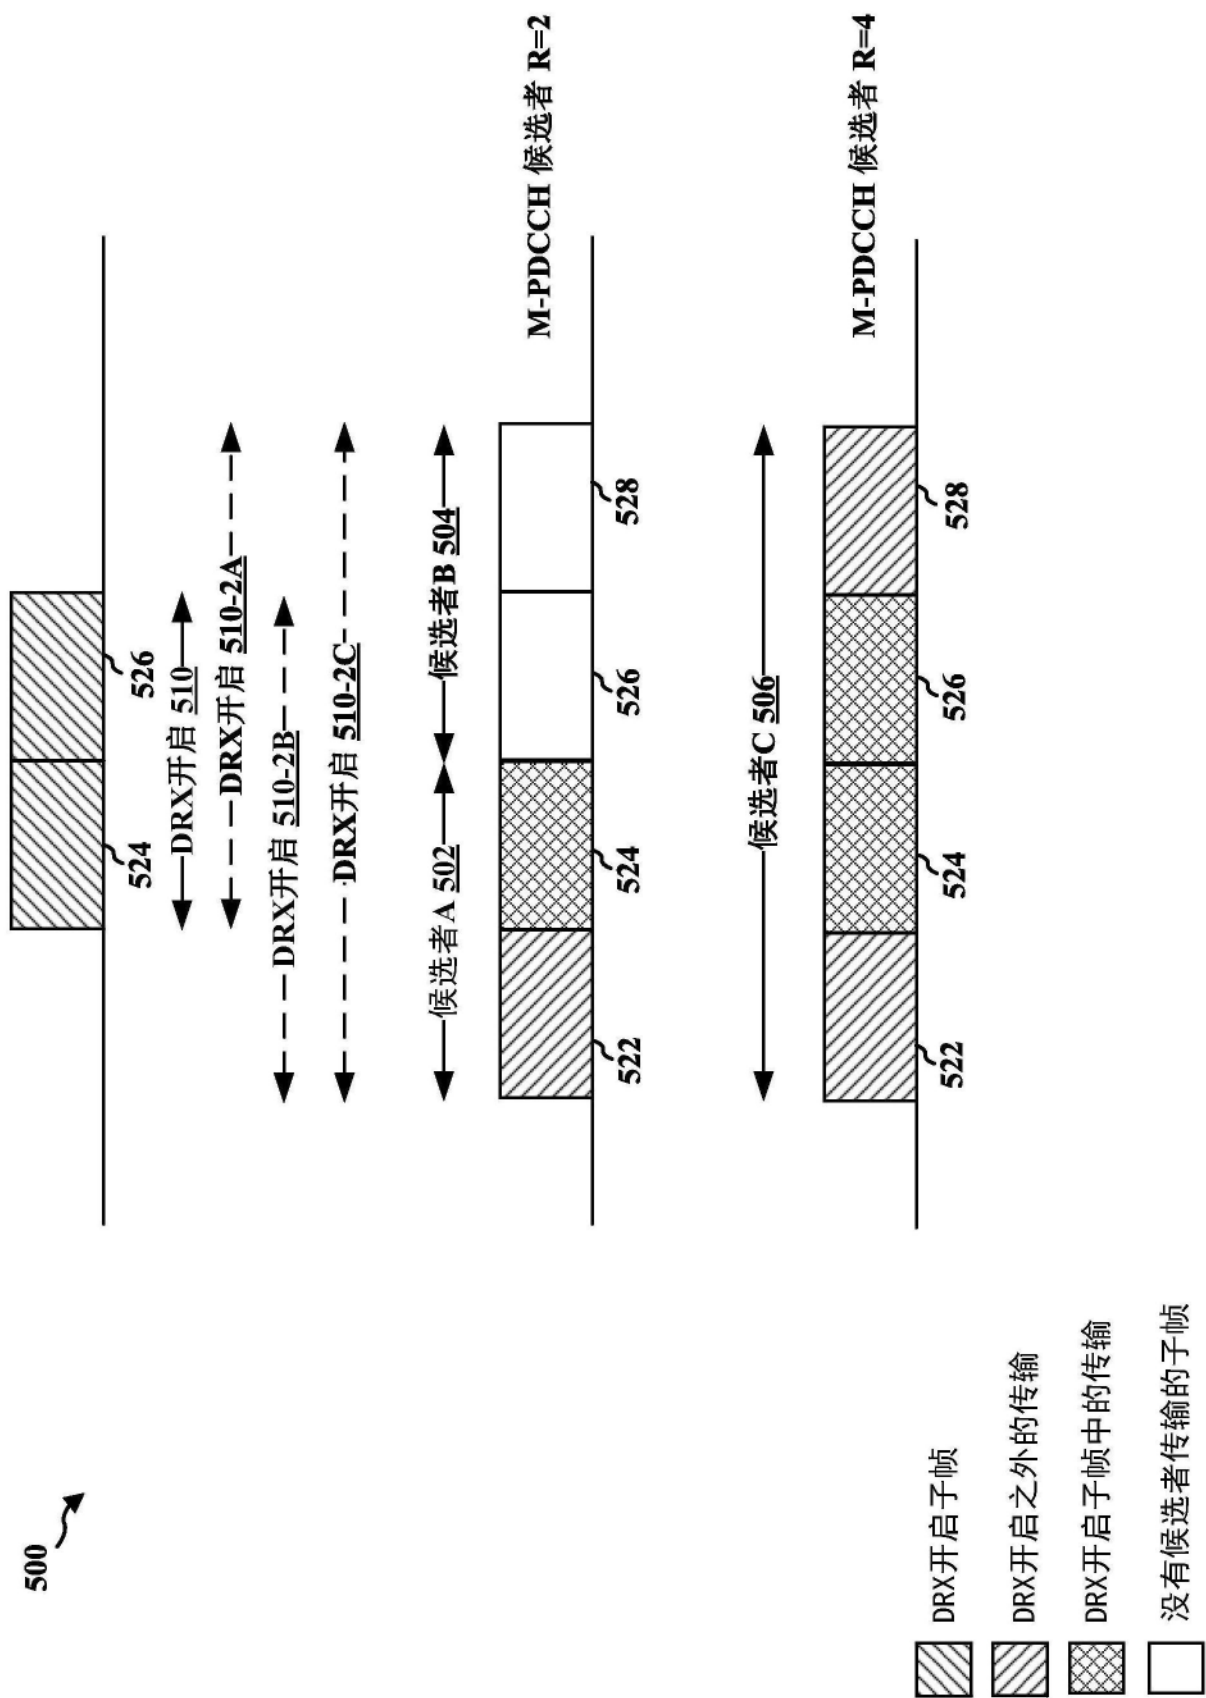 500
524
526
DRX开启 510
DRX开启 510-2A
DRX开启 510-2B
DRX开启 510-2C
候选者A 502
候选者B 504
522
524
526
528
M-PDCCH 候选者 R=2
候选者C 506
522
524
526
528
M-PDCCH 候选者 R=4
DRX开启子帧
DRX开启之外的传输
DRX开启子帧中的传输
没有候选者传输的子帧